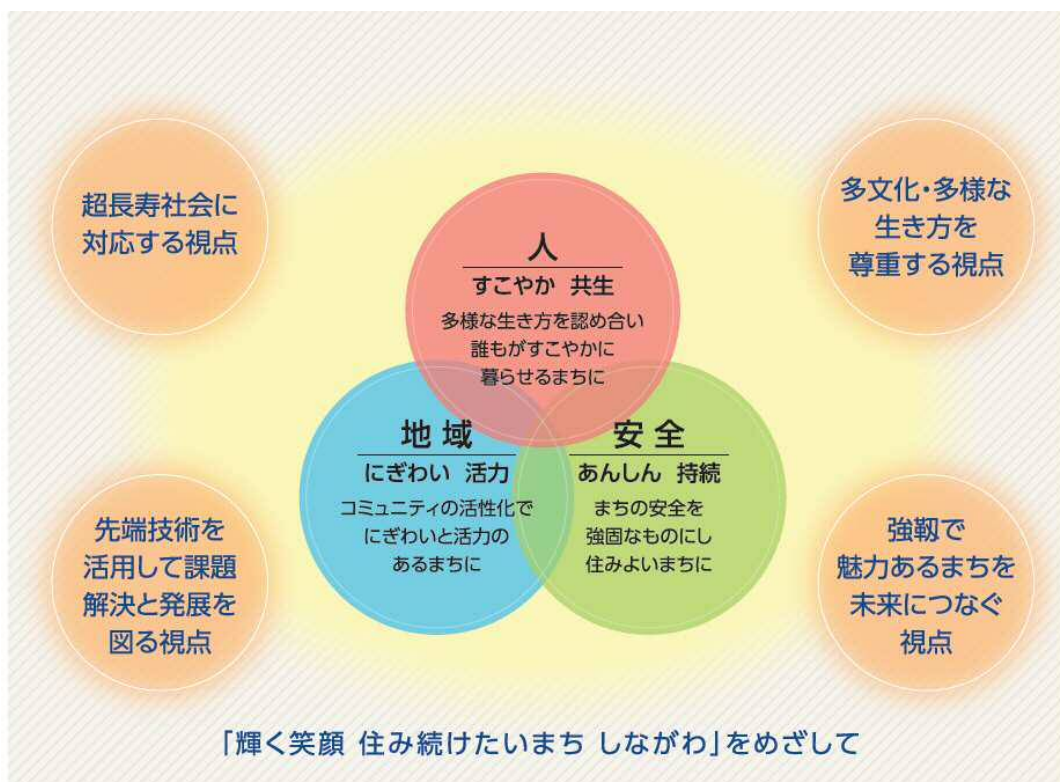 超長寿社会に
対応する視点
多文化・多様な
生き方を
尊重する視点
人
すこやか 共生
多様な生き方を認め合い
誰もがすこやかに
暮らせるまちに
地域
にぎわい 活力
コミュニティの活性化で
にぎわいと活力の
あるまちに
安全
あんしん 持続
まちの安全を
強固なものにし
住みよいまちに
先端技術を
活用して課題
解決と発展を
図る視点
強靱で
魅力あるまちを
未来につなぐ
視点
「輝く笑顔 住み続けたいまち しながわ」をめざして